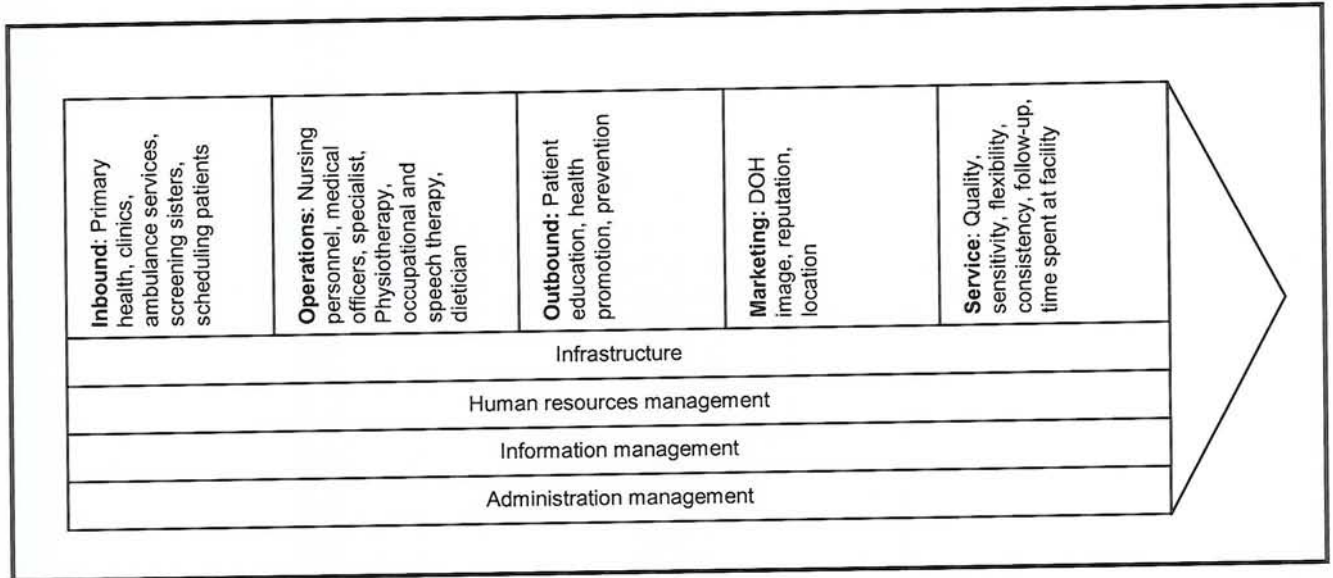 Inbound: Primary
health, clinics,
ambulance services,
screening sisters,
scheduling patients
Operations: Nursing
personnel, medical
officers, specialist,
Physiotherapy,
occupational and
speech therapy,
dietician
Outbound: Patient
education, health
promotion, prevention
Marketing: DOH
image, reputation,
location
Service: Quality,
sensitivity, flexibility,
consistency, follow-up,
time spent at facility
Infrastructure
Human resources management
Information management
Administration management